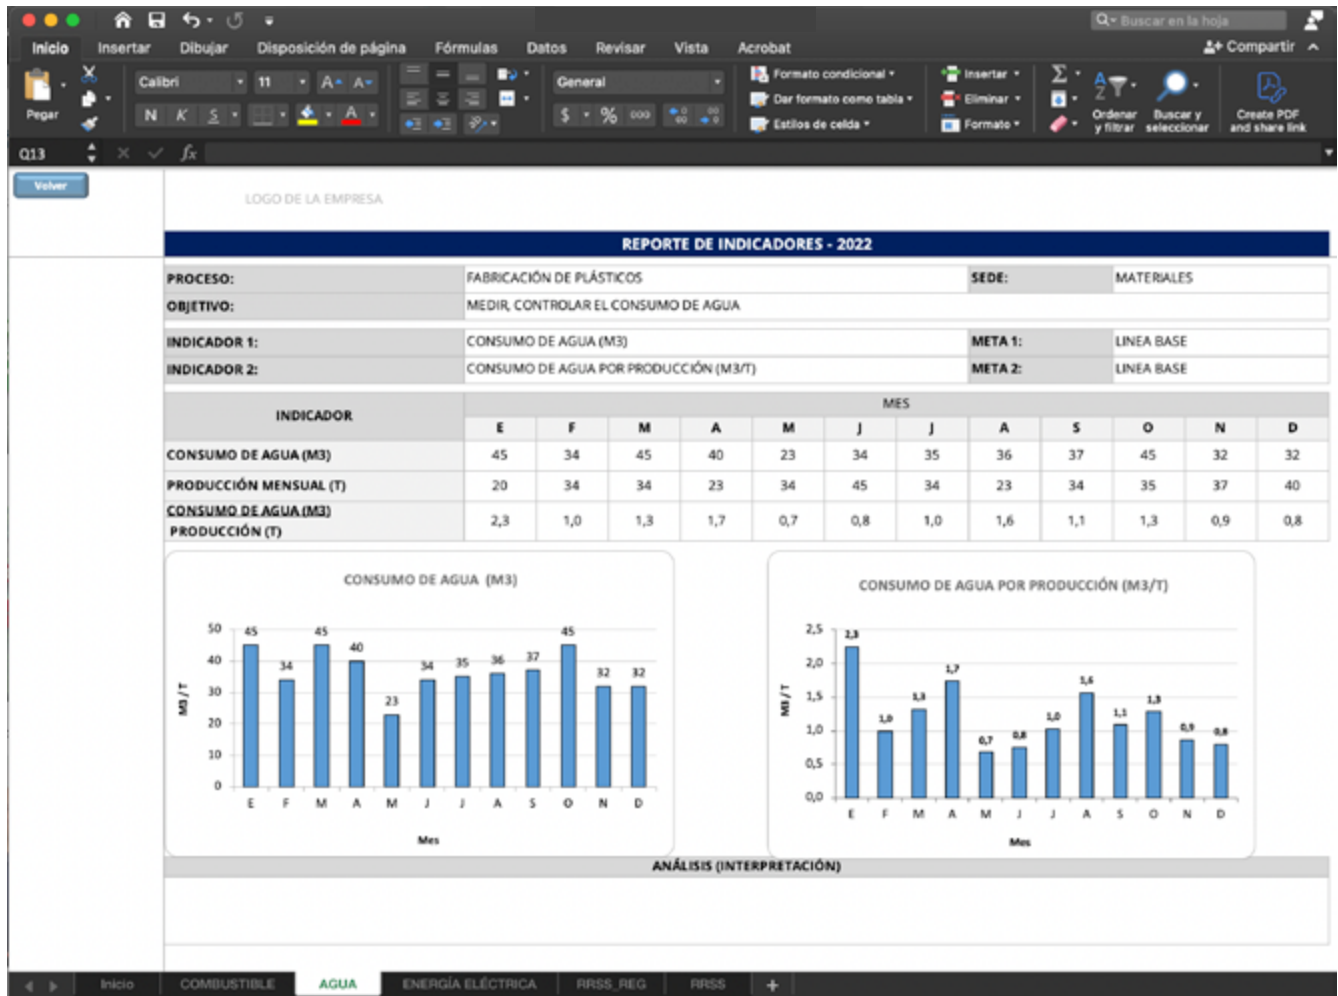 Buscar en la hoja
Inicio Insertar Dibujar Disposición de página Fórmulas Datos Revisar Vista Acrobat Compartir
Pegar
Calibri 11 A A
N K S A
General
$ % 000
Formato condicional
Dar formato como tabla
Estilos de celda
Insertar
Eliminar
Formato
Ordenar y filtrar
Buscar y seleccionar
Create PDF and share link
Q13 fx
Volver
LOGO DE LA EMPRESA
REPORTE DE INDICADORES - 2022
PROCESO: FABRICACIÓN DE PLÁSTICOS SEDE: MATERIALES
OBJETIVO: MEDIR, CONTROLAR EL CONSUMO DE AGUA
INDICADOR 1: CONSUMO DE AGUA (M3) META 1: LINEA BASE
INDICADOR 2: CONSUMO DE AGUA POR PRODUCCIÓN (M3/T) META 2: LINEA BASE
INDICADOR MES
E F M A M J J A S O N D
CONSUMO DE AGUA (M3) 45 34 45 40 23 34 35 36 37 45 32 32
PRODUCCIÓN MENSUAL (T) 20 34 34 23 34 45 34 23 34 35 37 40
CONSUMO DE AGUA (M3)
PRODUCCIÓN (T) 2,3 1,0 1,3 1,7 0,7 0,8 1,0 1,6 1,1 1,3 0,9 0,8
CONSUMO DE AGUA (M3)
M3 / T
50
40
30
20
10
0
45 34 45 40 23 34 35 36 37 45 32 32
E F M A M J J A S O N D
Mes
CONSUMO DE AGUA POR PRODUCCIÓN (M3/T)
M3 / T
2,5
2,0
1,5
1,0
0,5
0,0
2,3 1,0 1,3 1,7 0,7 0,8 1,0 1,6 1,1 1,3 0,9 0,8
E F M A M J J A S O N D
Mes
ANÁLISIS (INTERPRETACIÓN)
Inicio COMBUSTIBLE AGUA ENERGÍA ELÉCTRICA RRSS_REG RRSS +